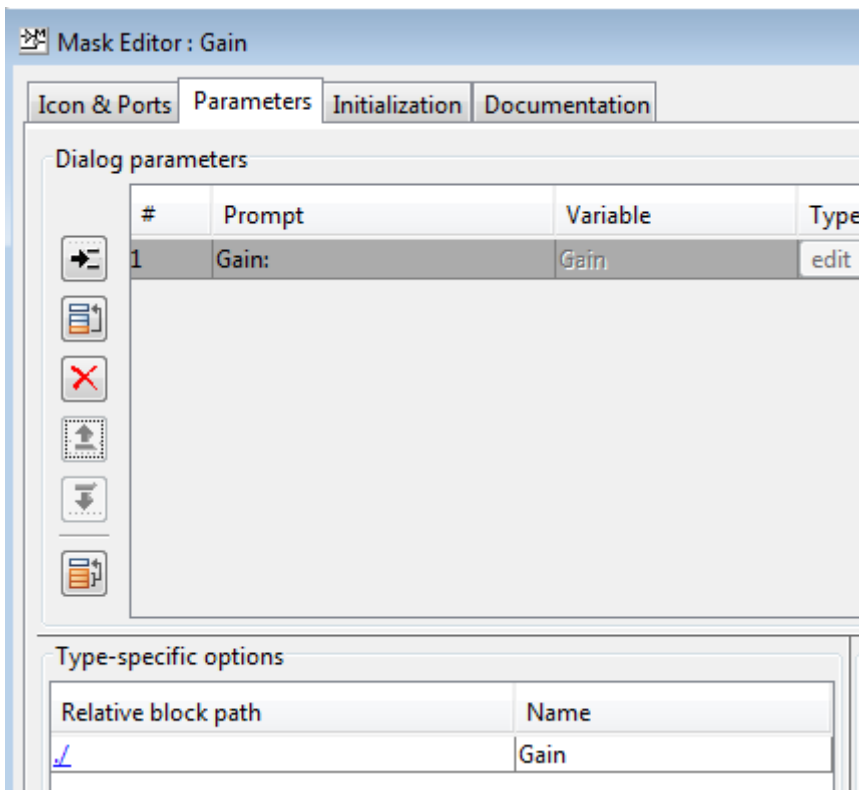 Mask Editor : Gain
Icon & Ports Parameters Initialization Documentation
Dialog parameters
# Prompt Variable Type
1 Gain: Gain edit
Type-specific options
Relative block path Name
./ Gain